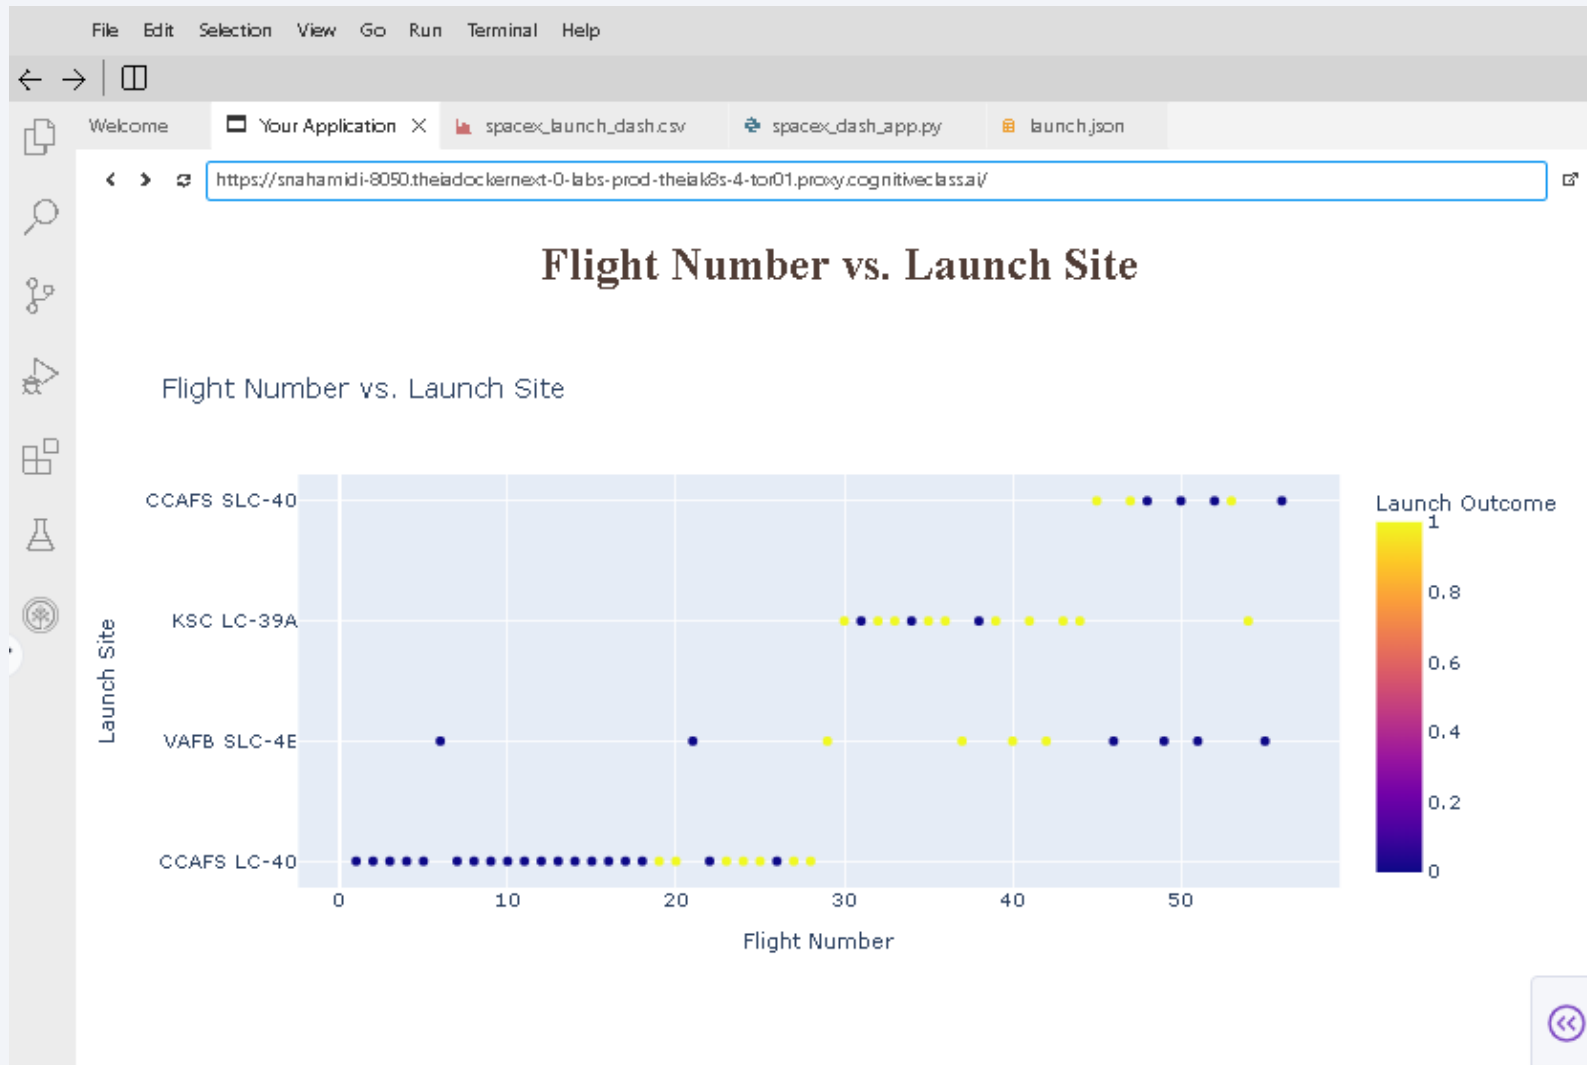 File Edit Selection View Go Run Terminal Help
Welcome Your Application spacex_launch_dash.csv spacex_dash_app.py launch.json
https://snahamidi-8050.theiadockernext-0-labs-prod-theiak8s-4-tor01.proxy.cognitiveclass.ai/
Flight Number vs. Launch Site
Flight Number vs. Launch Site
Launch Site
CCAFS SLC-40
KSC LC-39A
VAFB SLC-4E
CCAFS LC-40
0 10 20 30 40 50
Flight Number
Launch Outcome
1
0.8
0.6
0.4
0.2
0